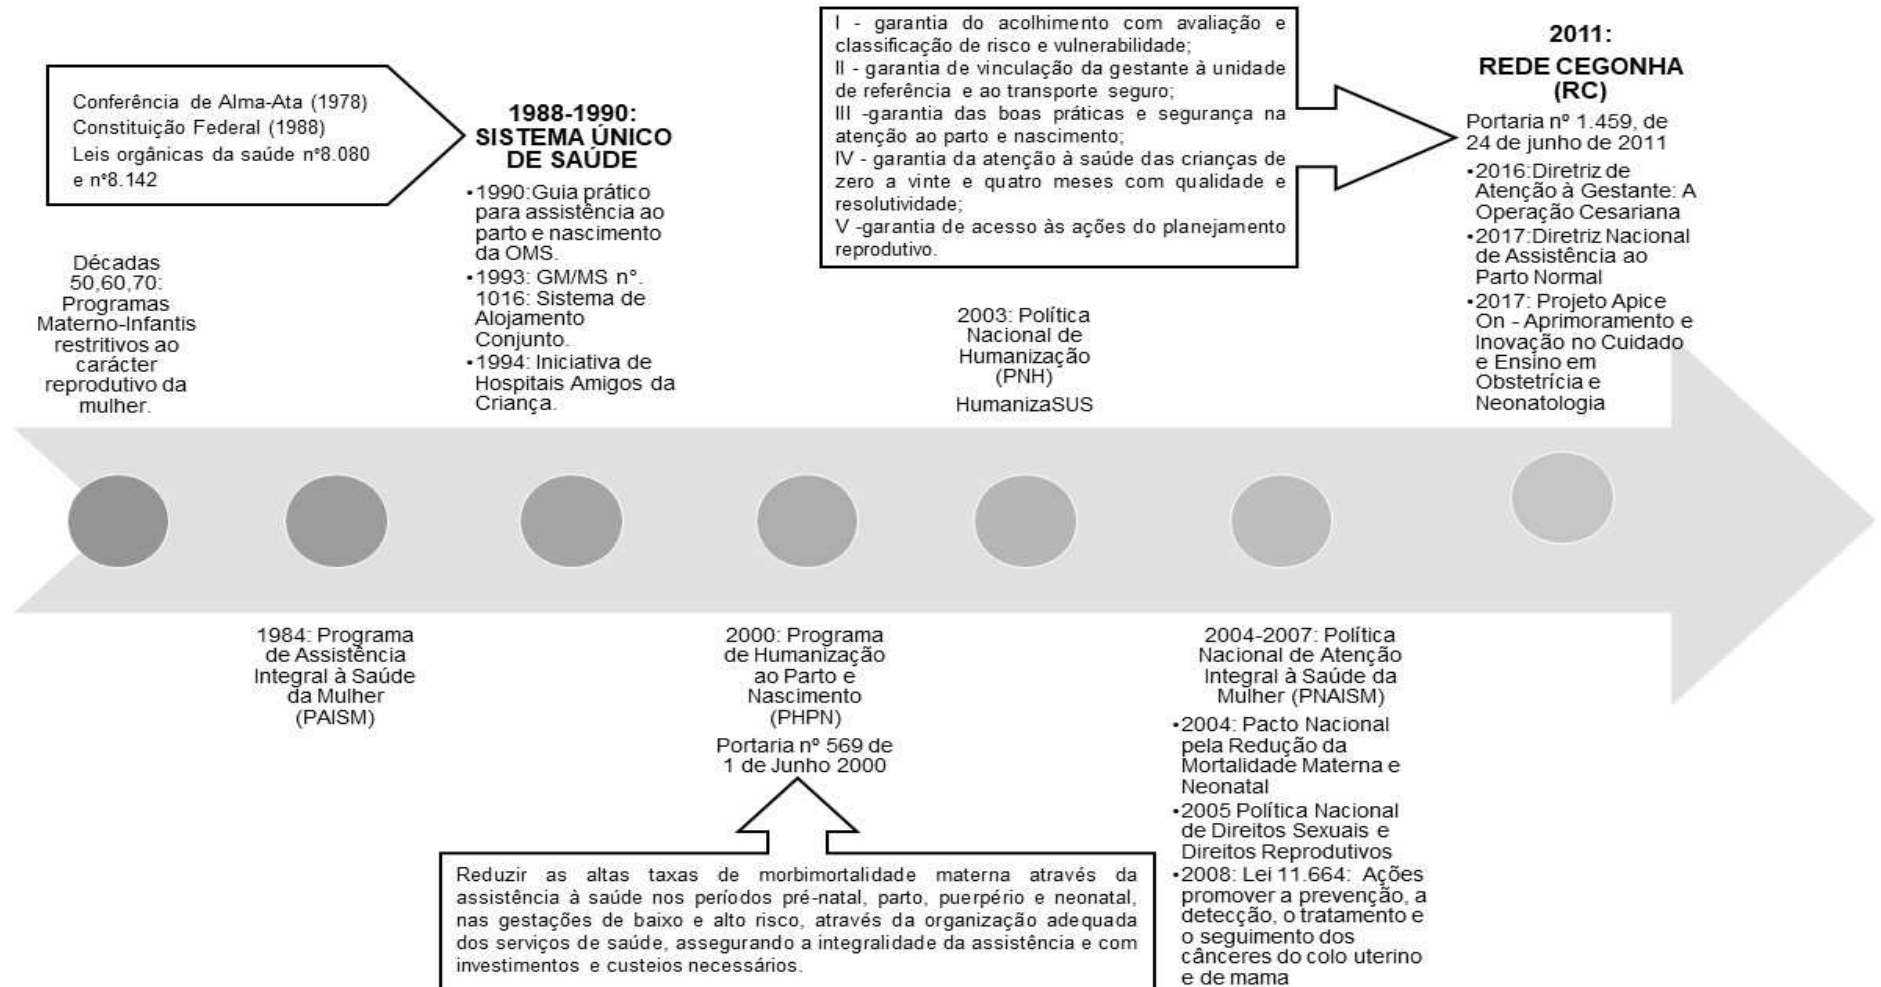 Conferência de Alma-Ata (1978)
Constituição Federal (1988)
Leis orgânicas da saúde n°8.080
e n°8.142
Décadas
50,60,70:
Programas
Materno-Infantis
restritivos ao
carácter
reprodutivo da
mulher.
1984: Programa
de Assistência
Integral à Saúde
da Mulher
(PAISM)
1988-1990:
SISTEMA ÚNICO
DE SAÚDE
•1990:Guia prático
para assistência ao
parto e nascimento
da OMS.
•1993: GM/MS n°.
1016: Sistema de
Alojamento
Conjunto.
•1994: Iniciativa de
Hospitais Amigos da
Criança.
2000: Programa
de Humanização
ao Parto e
Nascimento
(PHPN)
Portaria nº 569 de
1 de Junho 2000
Reduzir as altas taxas de morbimortalidade materna através da
assistência à saúde nos períodos pré-natal, parto, puerpério e neonatal,
nas gestações de baixo e alto risco, através da organização adequada
dos serviços de saúde, assegurando a integralidade da assistência e com
investimentos e custeios necessários.
2003: Política
Nacional de
Humanização
(PNH)
HumanizaSUS
2004-2007: Política
Nacional de Atenção
Integral à Saúde da
Mulher (PNAISM)
•2004: Pacto Nacional
pela Redução da
Mortalidade Materna e
Neonatal
•2005 Política Nacional
de Direitos Sexuais e
Direitos Reprodutivos
•2008: Lei 11.664: Ações
promover a prevenção, a
detecção, o tratamento e
o seguimento dos
cânceres do colo uterino
e de mama
I - garantia do acolhimento com avaliação e
classificação de risco e vulnerabilidade;
II - garantia de vinculação da gestante à unidade
de referência e ao transporte seguro;
III -garantia das boas práticas e segurança na
atenção ao parto e nascimento;
IV - garantia da atenção à saúde das crianças de
zero a vinte e quatro meses com qualidade e
resolutividade;
V -garantia de acesso às ações do planejamento
reprodutivo.
2011:
REDE CEGONHA
(RC)
Portaria nº 1.459, de
24 de junho de 2011
•2016:Diretriz de
Atenção à Gestante: A
Operação Cesariana
•2017:Diretriz Nacional
de Assistência ao
Parto Normal
•2017: Projeto Apice
On - Aprimoramento e
Inovação no Cuidado
e Ensino em
Obstetrícia e
Neonatologia